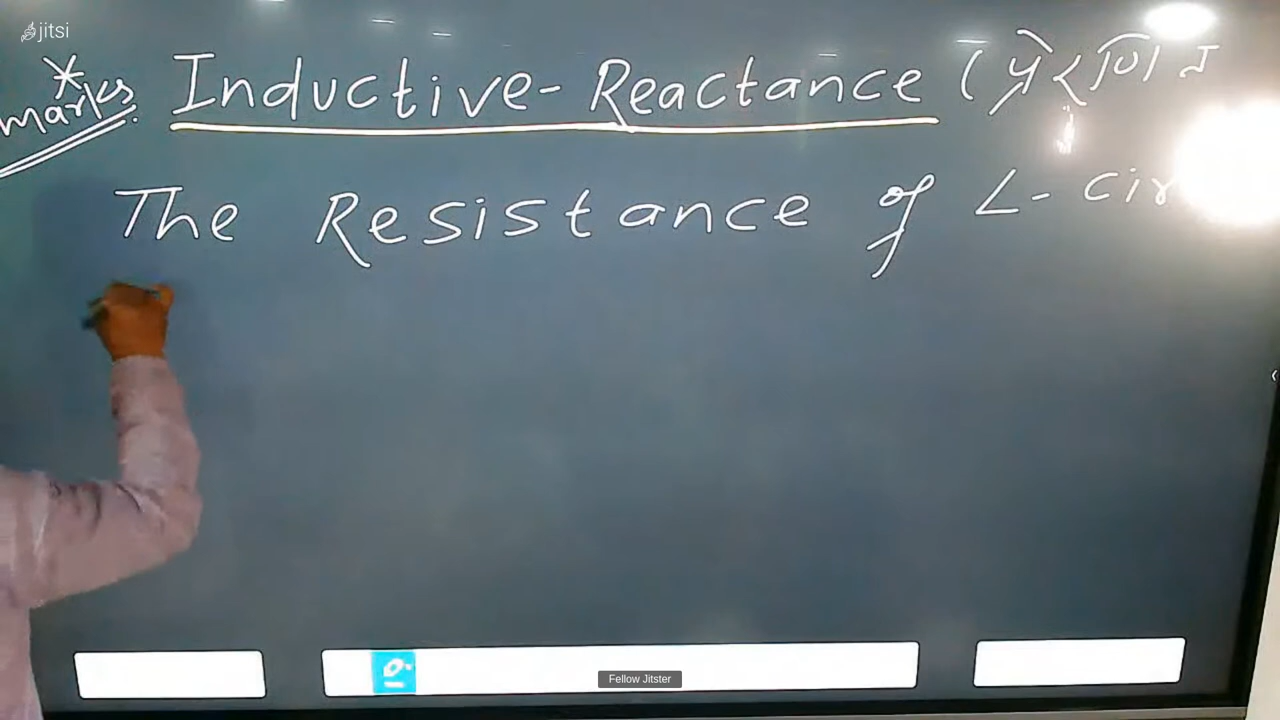 jitsi
*
marks
Inductive-Reactance (
The Resistance of L- cir
Fellow Jitster